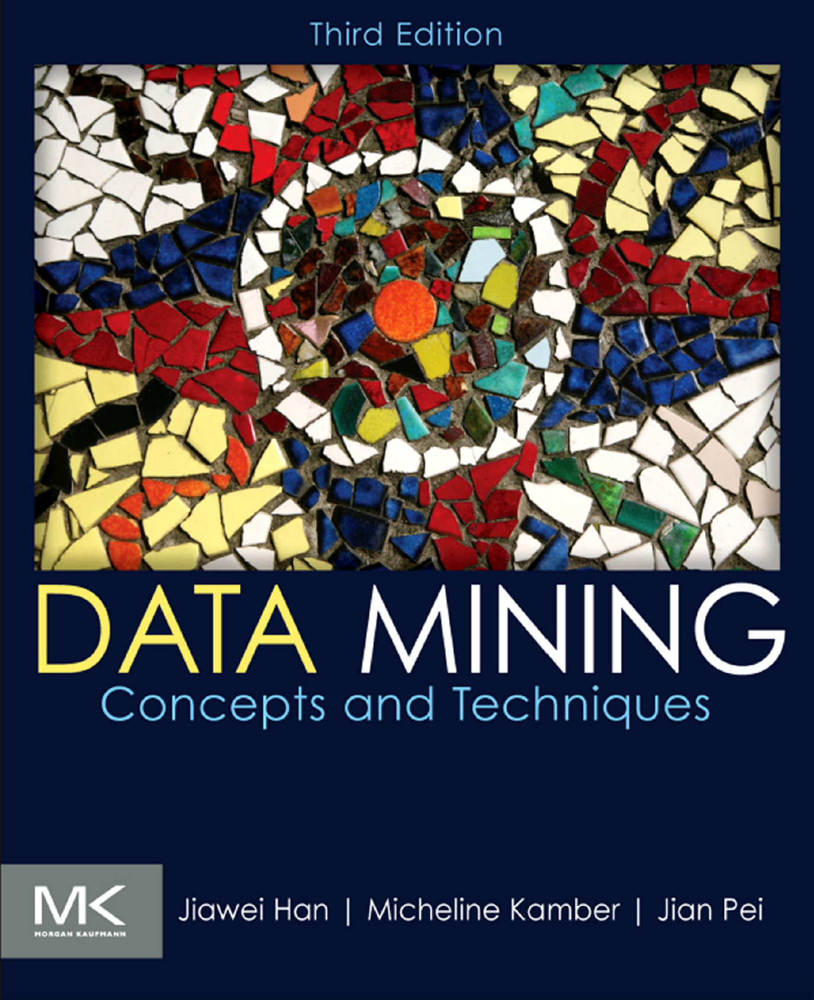 Third Edition
DATA MINING
Concepts and Techniques
MK
MORGAN KAUFMANN
Jiawei Han | Micheline Kamber | Jian Pei